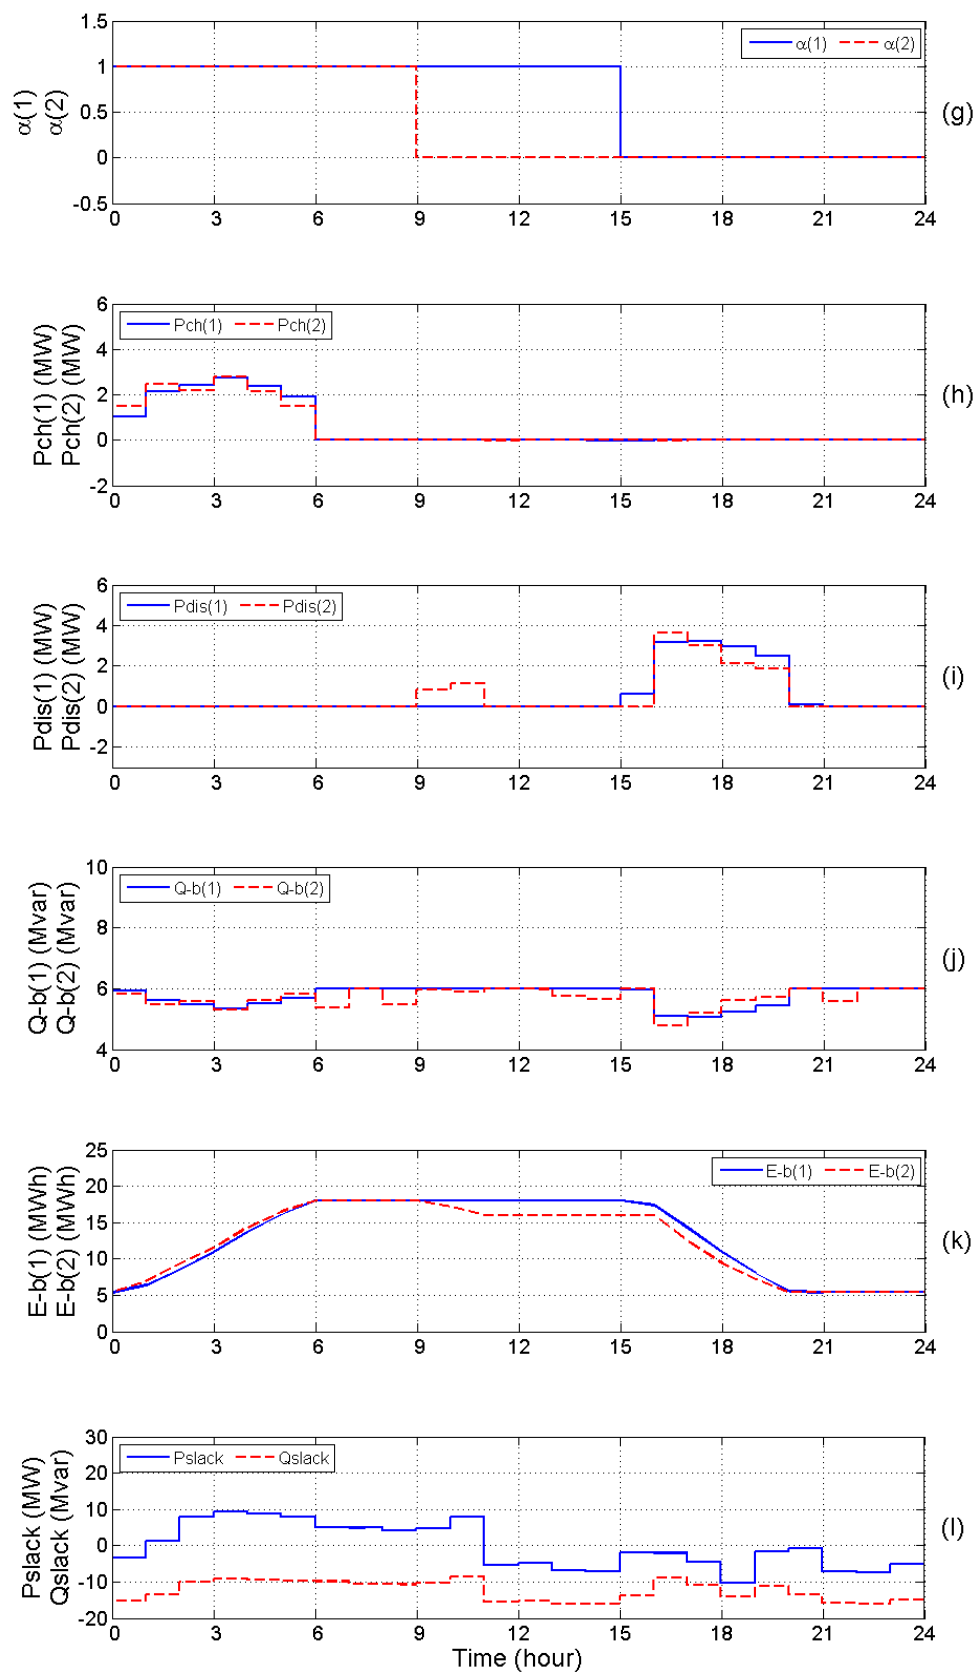 1.5
1
0.5
0
-0.5
α(1)
α(2)
α(1) α(2)
(g)
0 3 6 9 12 15 18 21 24
6
4
2
0
-2
Pch(1) (MW)
Pch(2) (MW)
Pch(1) Pch(2)
(h)
0 3 6 9 12 15 18 21 24
6
4
2
0
-2
Pdis(1) (MW)
Pdis(2) (MW)
Pdis(1) Pdis(2)
(i)
0 3 6 9 12 15 18 21 24
10
8
6
4
Q-b(1) (Mvar)
Q-b(2) (Mvar)
Q-b(1) Q-b(2)
(j)
0 3 6 9 12 15 18 21 24
25
20
15
10
5
0
E-b(1) (MWh)
E-b(2) (MWh)
E-b(1) E-b(2)
(k)
0 3 6 9 12 15 18 21 24
30
20
10
0
-10
-20
Pslack (MW)
Qslack (Mvar)
Pslack Qslack
(l)
0 3 6 9 12 15 18 21 24
Time (hour)